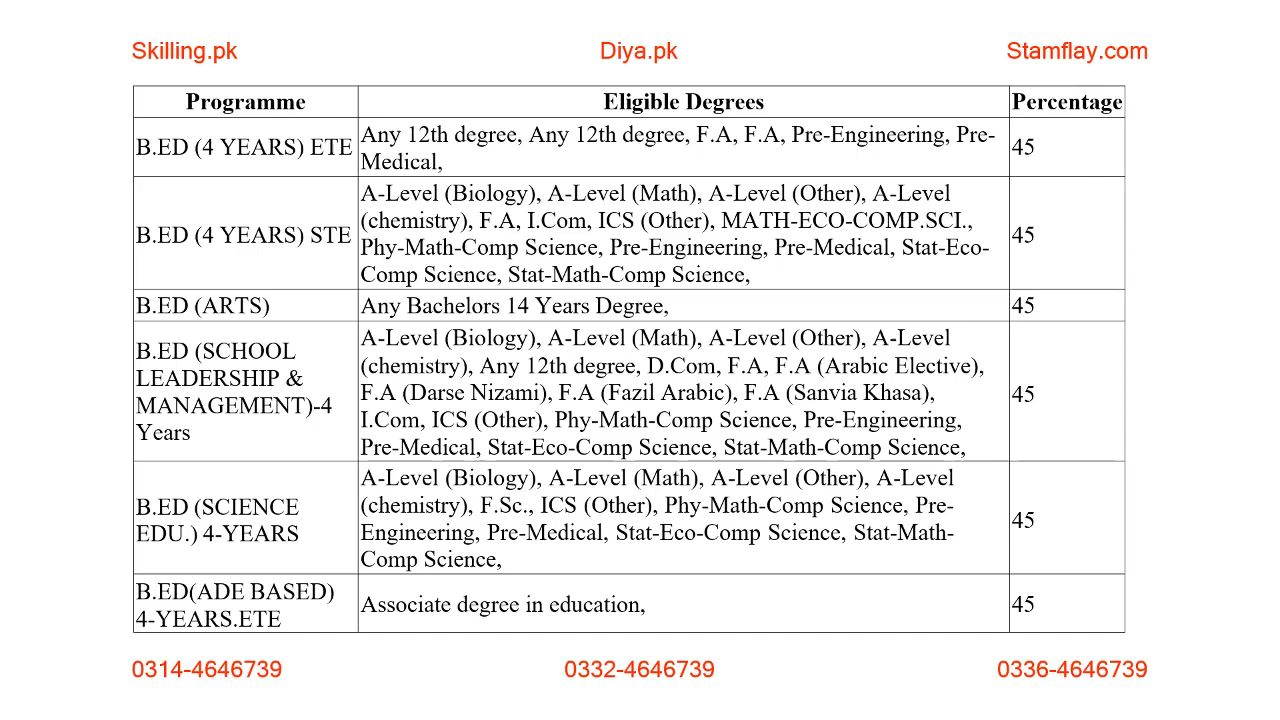 Skilling.pk Diya.pk Stamflay.com
Programme Eligible Degrees Percentage
B.ED (4 YEARS) ETE
Any 12th degree, Any 12th degree, F.A, F.A, Pre-Engineering, Pre-
Medical,
45
B.ED (4 YEARS) STE
A-Level (Biology), A-Level (Math), A-Level (Other), A-Level
(chemistry), F.A, I.Com, ICS (Other), MATH-ECO-COMP.SCI.,
Phy-Math-Comp Science, Pre-Engineering, Pre-Medical, Stat-Eco-
Comp Science, Stat-Math-Comp Science,
45
B.ED (ARTS)
Any Bachelors 14 Years Degree,
45
B.ED (SCHOOL
LEADERSHIP &
MANAGEMENT)-4
Years
A-Level (Biology), A-Level (Math), A-Level (Other), A-Level
(chemistry), Any 12th degree, D.Com, F.A, F.A (Arabic Elective),
F.A (Darse Nizami), F.A (Fazil Arabic), F.A (Sanvia Khasa),
I.Com, ICS (Other), Phy-Math-Comp Science, Pre-Engineering,
Pre-Medical, Stat-Eco-Comp Science, Stat-Math-Comp Science,
45
B.ED (SCIENCE
EDU.) 4-YEARS
A-Level (Biology), A-Level (Math), A-Level (Other), A-Level
(chemistry), F.Sc., ICS (Other), Phy-Math-Comp Science, Pre-
Engineering, Pre-Medical, Stat-Eco-Comp Science, Stat-Math-
Comp Science,
45
B.ED(ADE BASED)
4-YEARS.ETE
Associate degree in education,
45
0314-4646739 0332-4646739 0336-4646739